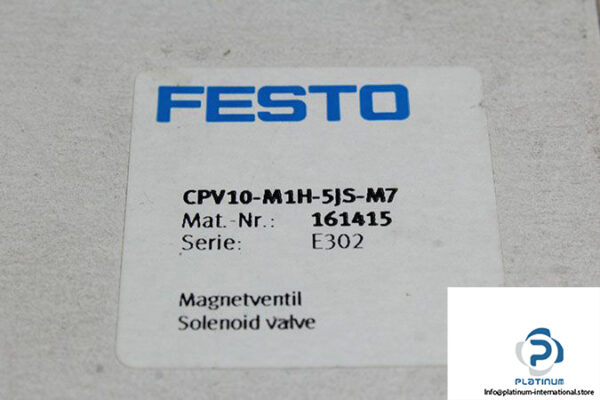 FESTO
CPV10-M1H-5JS-M7
Mat.-Nr.: 161415
Serie: E302
Magnetventil
Solenoid valve
PLATINUM
Info@platinum-international.store